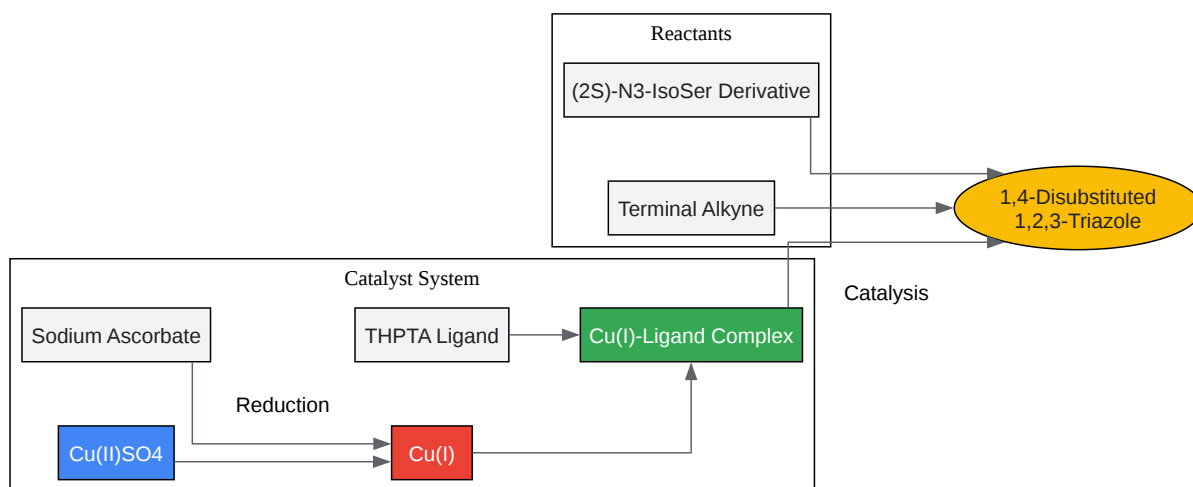 Reactants
(2S)-N3-IsoSer Derivative
Terminal Alkyne
1,4-Disubstituted
1,2,3-Triazole
Catalyst System
Catalysis
Sodium Ascorbate
THPTA Ligand
Cu(I)-Ligand Complex
Reduction
Cu(II)SO4
Cu(I)